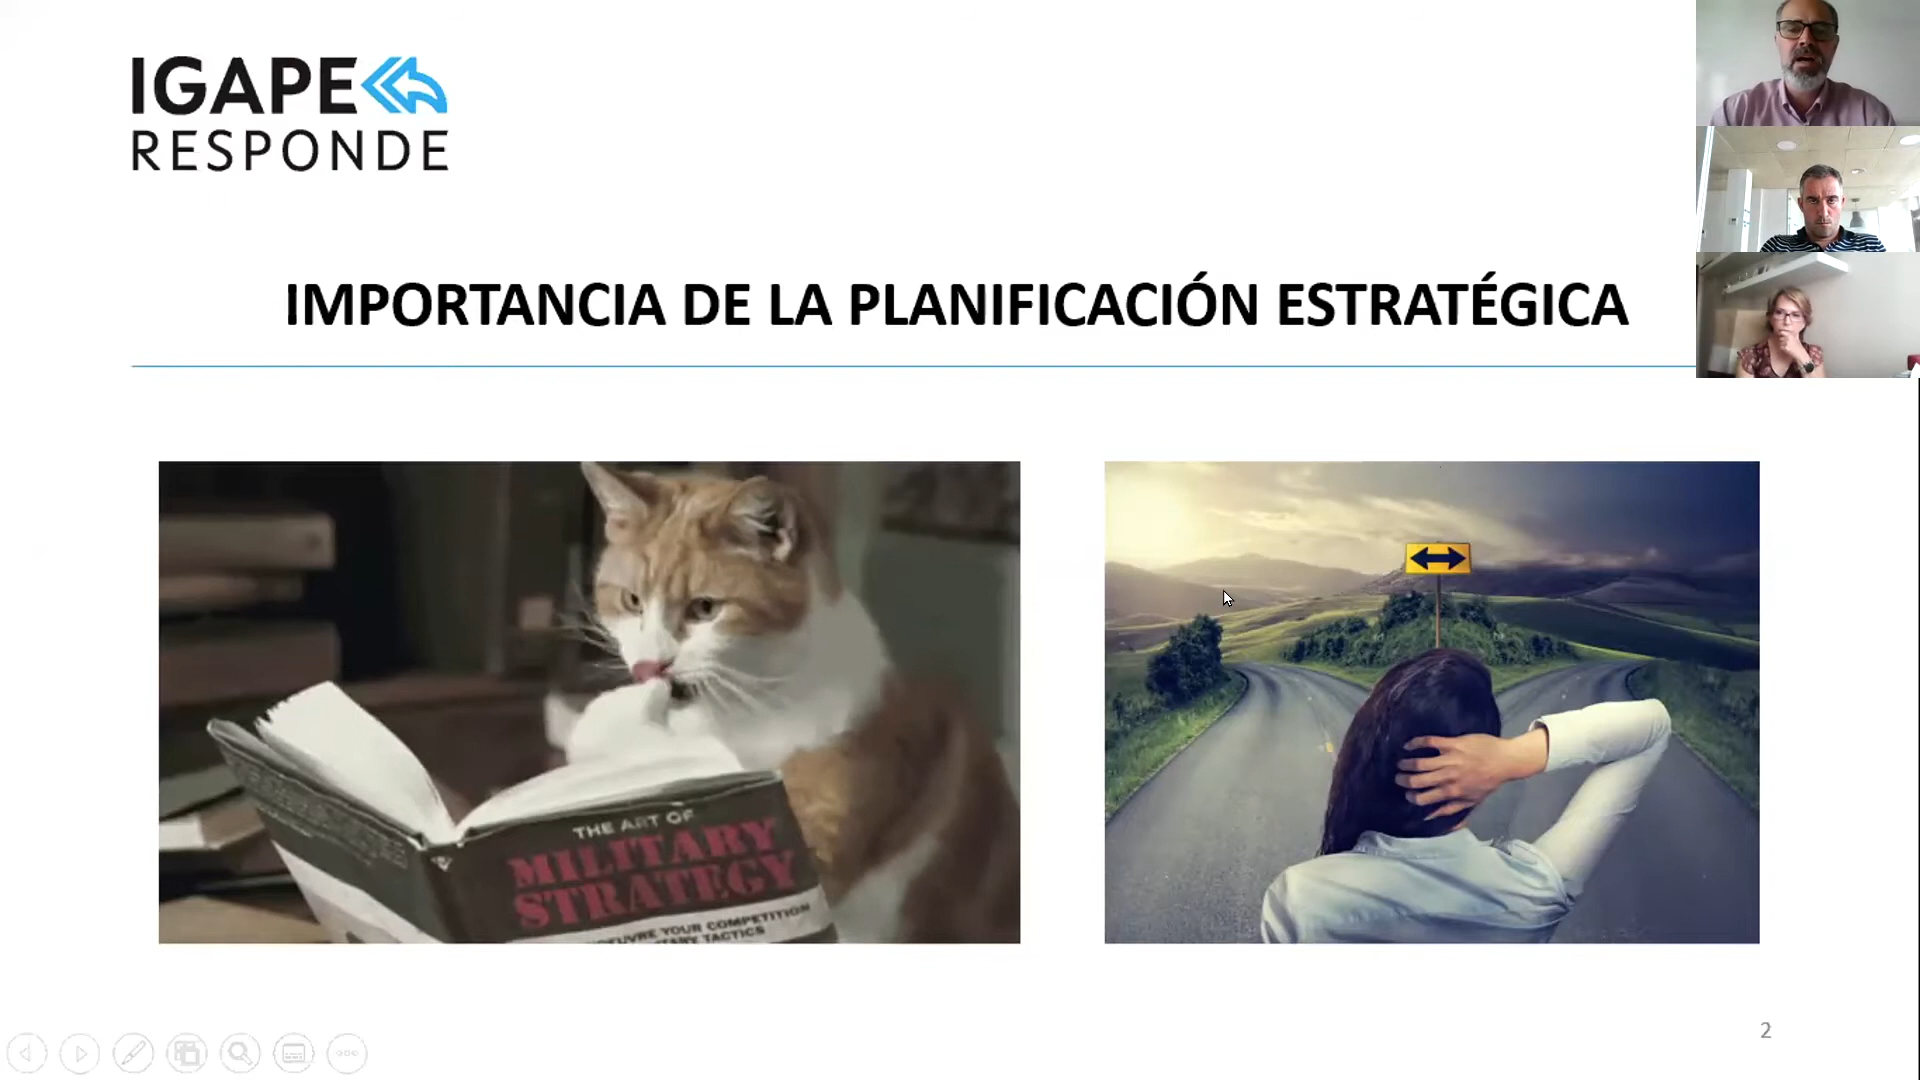 IGAPE
RESPONDE
IMPORTANCIA DE LA PLANIFICACIÓN ESTRATÉGICA
THE ART OF
MILITARY
STRATEGY
YOUR COMPETITION
TACTICS
2